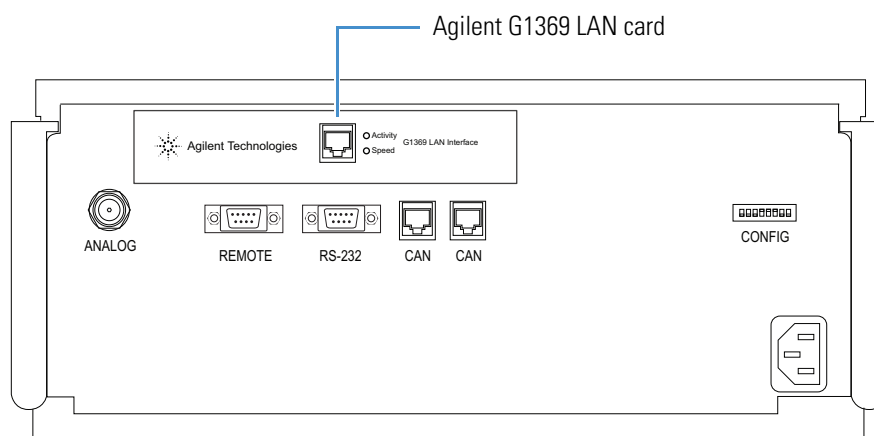 Agilent G1369 LAN card
Agilent Technologies
Activity
Speed
G1369 LAN Interface
ANALOG
REMOTE
RS-232
CAN
CAN
CONFIG